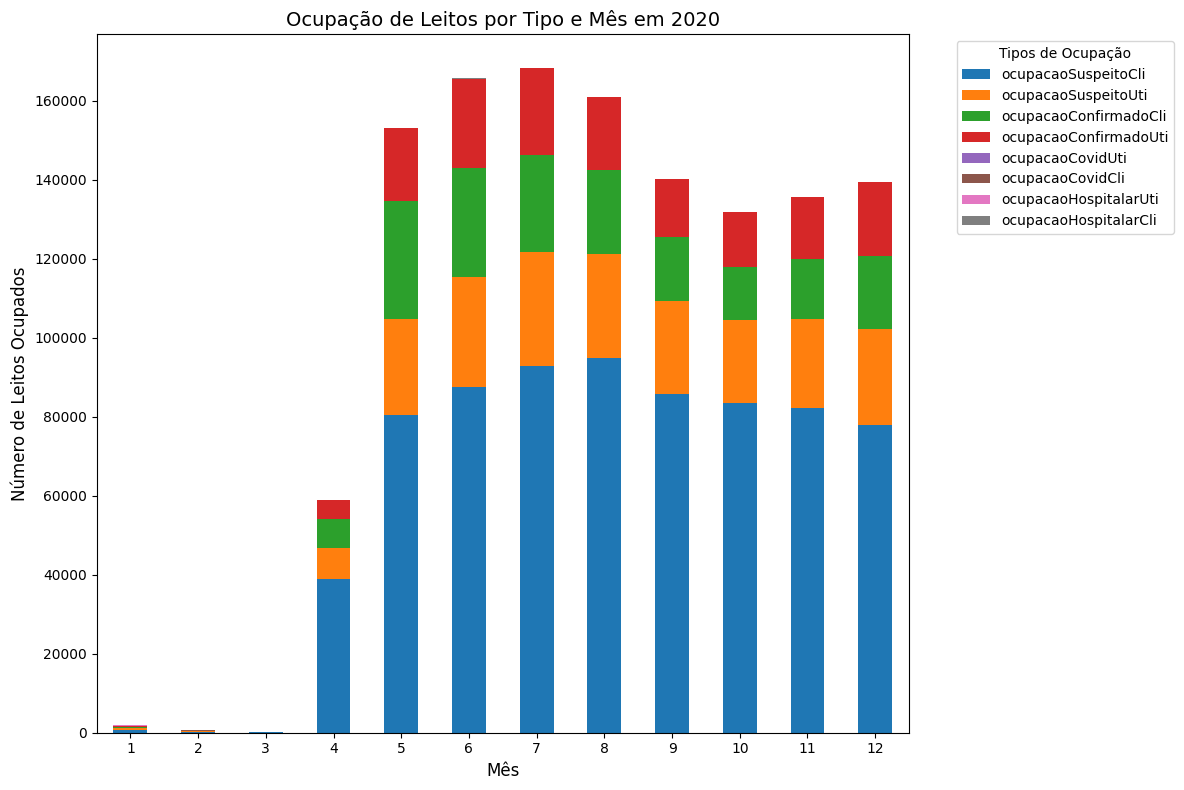 Ocupação de Leitos por Tipo e Mês em 2020
Número de Leitos Ocupados
160000
140000
120000
100000
80000
60000
40000
20000
0
1 2 3 4 5 6 7 8 9 10 11 12
Mês
Tipos de Ocupação
ocupacaoSuspeitoCli
ocupacaoSuspeitoUti
ocupacaoConfirmadoCli
ocupacaoConfirmadoUti
ocupacaoCovidUti
ocupacaoCovidCli
ocupacaoHospitalarUti
ocupacaoHospitalarCli